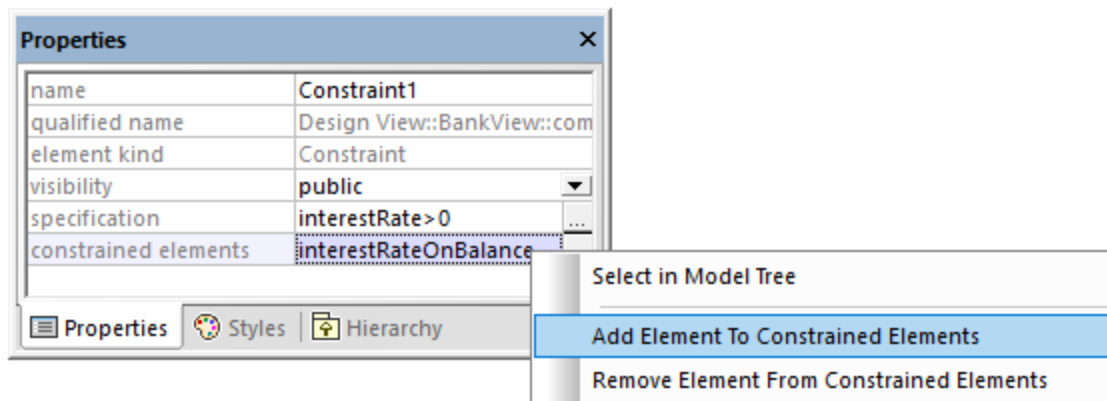 Properties
name Constraint1
qualified name Design View::BankView::com
element kind Constraint
visibility public
specification interestRate>0 ...
constrained elements interestRateOnBalance
Select in Model Tree
Properties Styles Hierarchy
Add Element To Constrained Elements
Remove Element From Constrained Elements